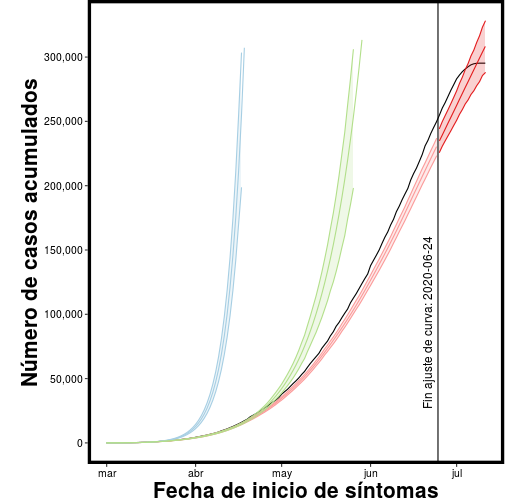 Número de casos acumulados
300,000
250,000
200,000
150,000
100,000
50,000
0
Fin ajuste de curva: 2020-06-24
mar abr may jun jul
Fecha de inicio de síntomas